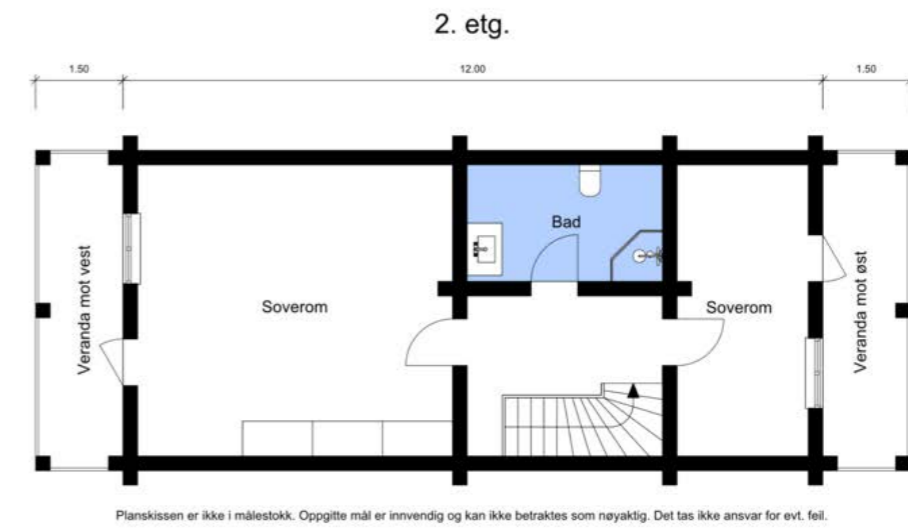 2. etg.
1.50
12.00
1.50
Bad
Veranda mot vest
Soverom
Soverom
Veranda mot øst
Planskissen er ikke i målestokk. Oppgitte mål er innvendig og kan ikke betraktes som nøyaktig. Det tas ikke ansvar for evt. feil.